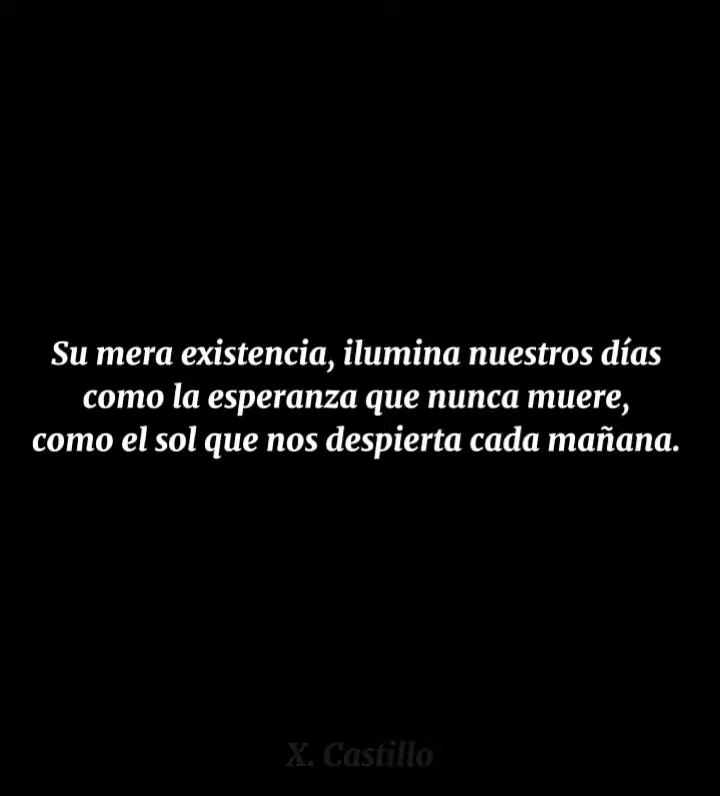 Su mera existencia, ilumina nuestros días
como la esperanza que nunca muere,
como el sol que nos despierta cada mañana.
X. Castillo